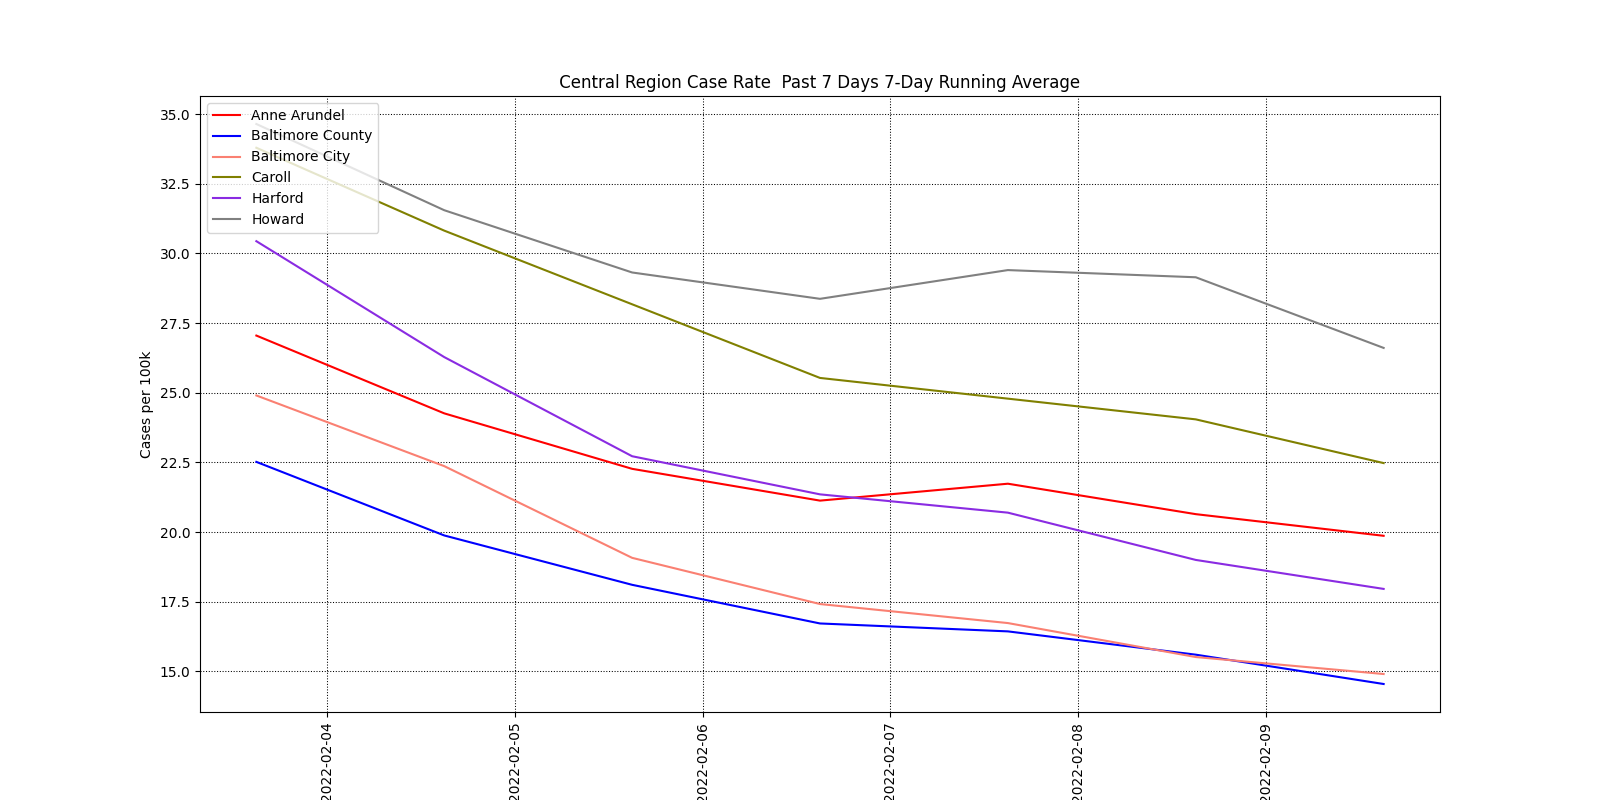 Central Region Case Rate  Past 7 Days 7-Day Running Average
Cases per 100k
35.0
32.5
30.0
27.5
25.0
22.5
20.0
17.5
15.0
Anne Arundel
Baltimore County
Baltimore City
Caroll
Harford
Howard
2022-02-04
2022-02-05
2022-02-06
2022-02-07
2022-02-08
2022-02-09